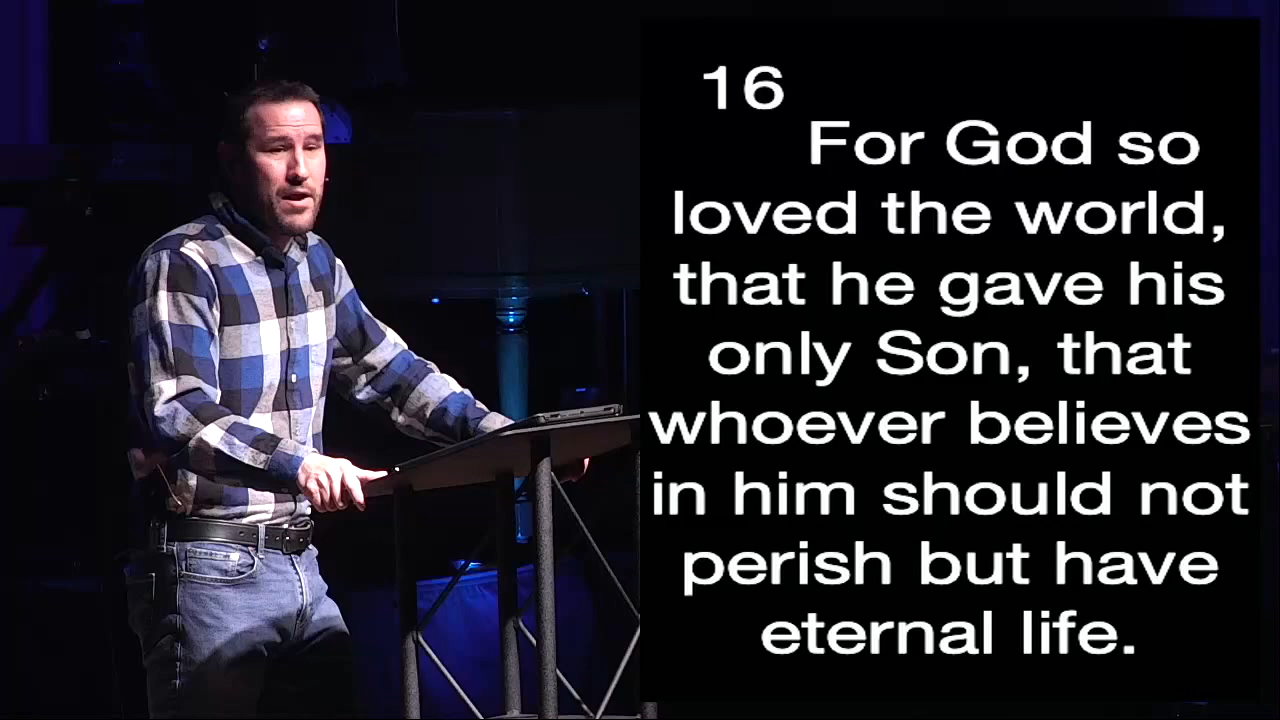 16
For God so
loved the world,
that he gave his
only Son, that
whoever believes
in him should not
perish but have
eternal life.